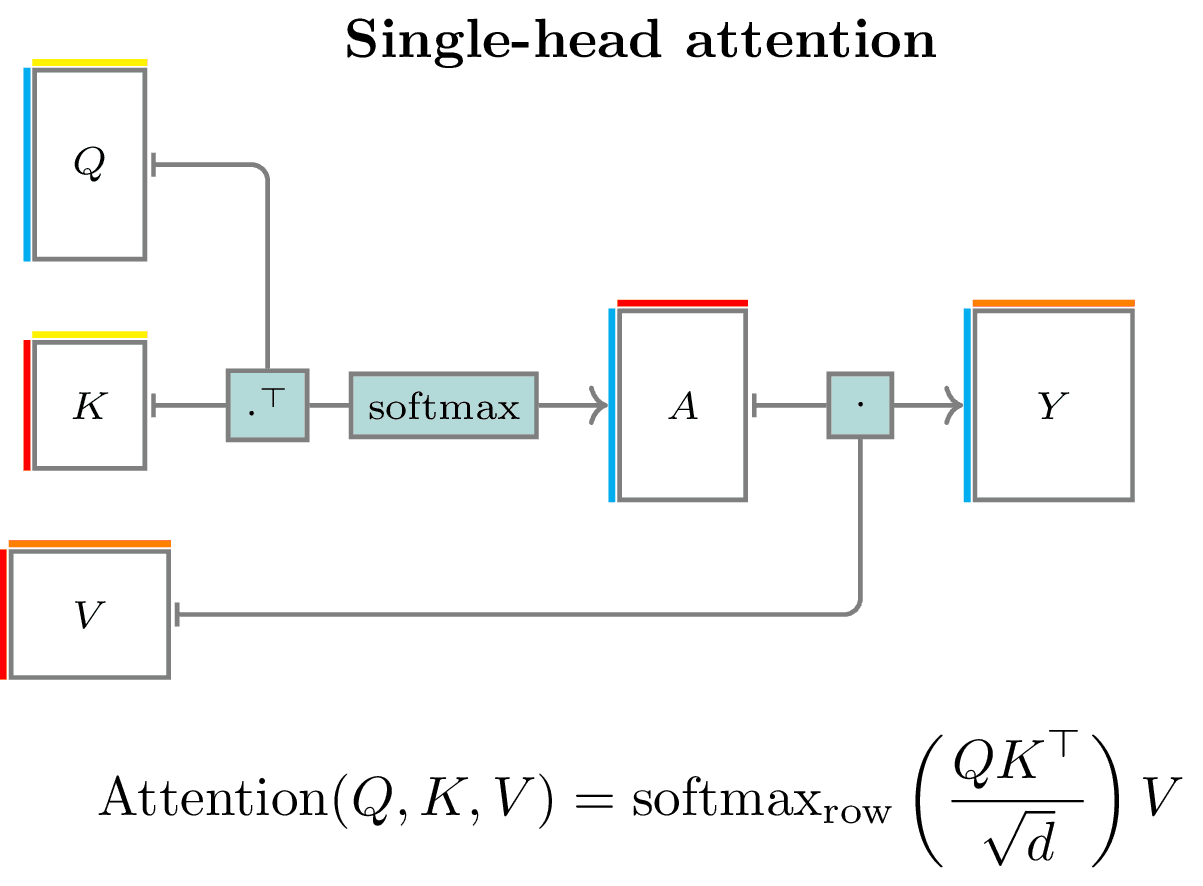 Single-head attention
Q
K
.⊤
softmax
A
·
Y
V
Attention(Q, K, V) = softmax_row (QK^⊤ / √d) V